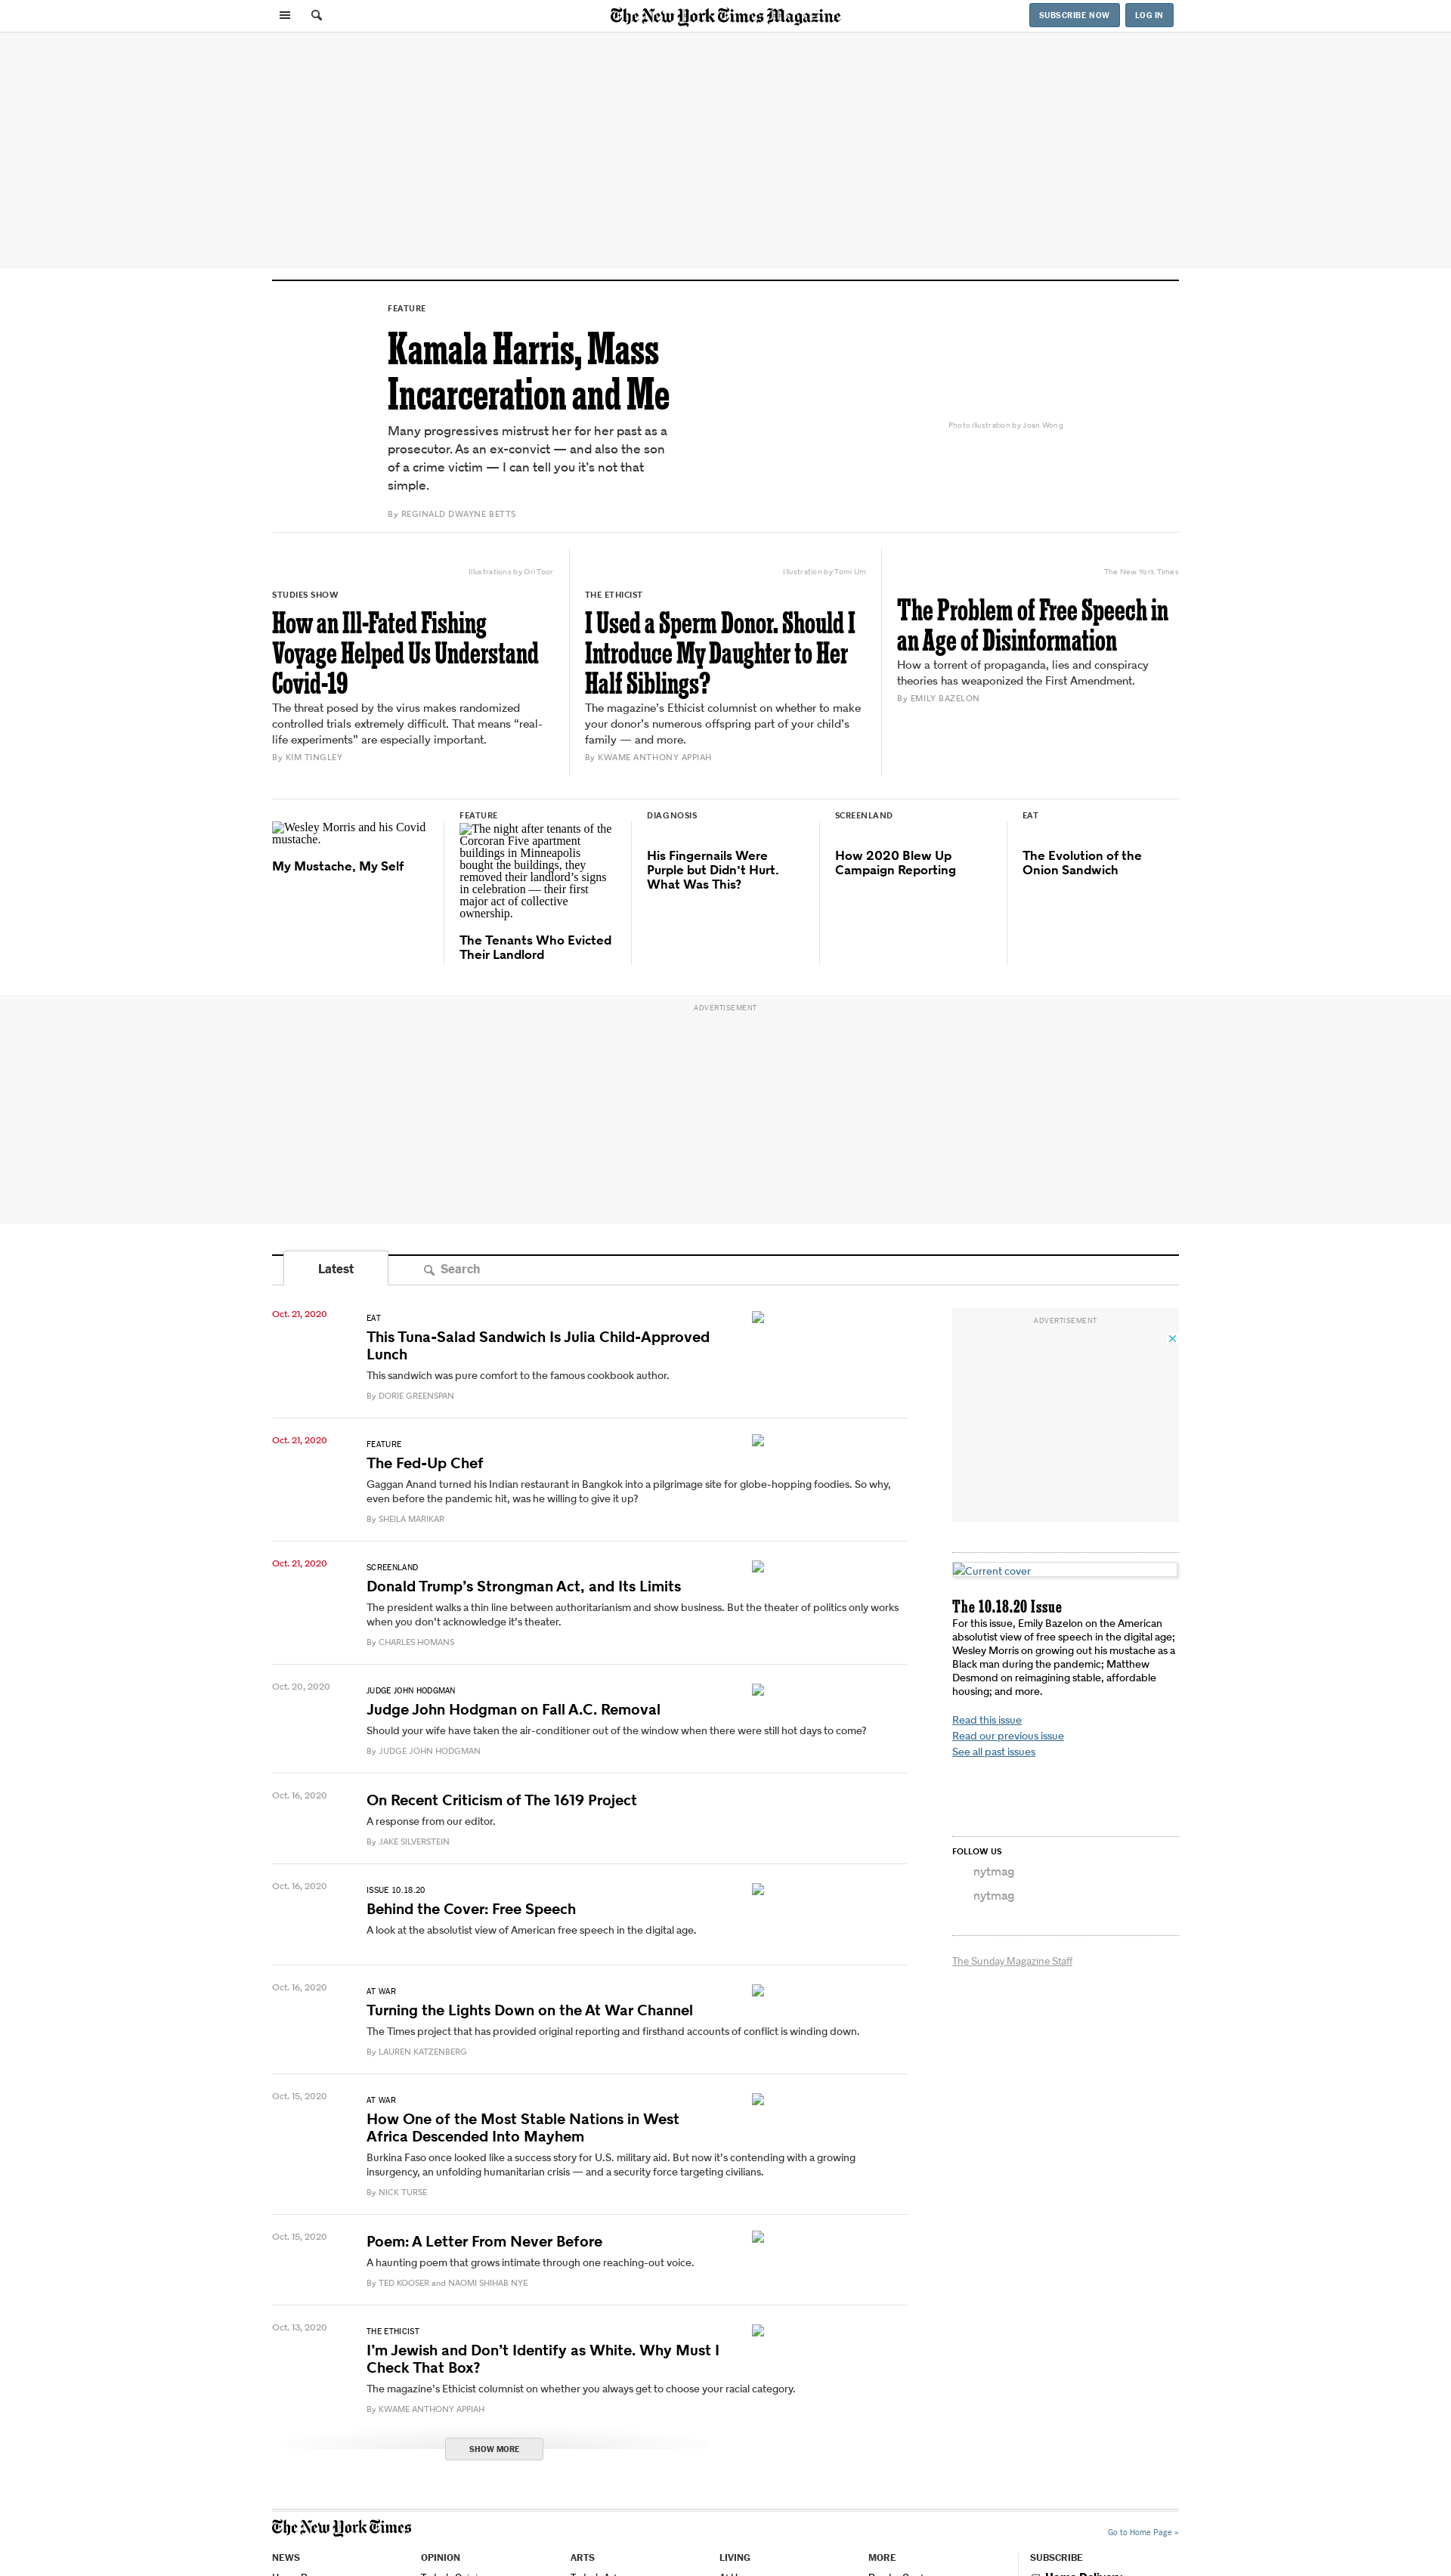 The New York Times Magazine
SUBSCRIBE NOW
LOG IN
FEATURE
Kamala Harris, Mass
Incarceration and Me
Many progressives mistrust her for her past as a
prosecutor. As an ex-convict — and also the son
of a crime victim — I can tell you it’s not that
simple.
By REGINALD DWAYNE BETTS
Photo illustration by Joan Wong
Illustrations by Ori Toor
STUDIES SHOW
How an Ill-Fated Fishing
Voyage Helped Us Understand
Covid-19
The threat posed by the virus makes randomized
controlled trials extremely difficult. That means “real-
life experiments” are especially important.
By KIM TINGLEY
Illustration by Tomi Um
THE ETHICIST
I Used a Sperm Donor. Should I
Introduce My Daughter to Her
Half Siblings?
The magazine’s Ethicist columnist on whether to make
your donor’s numerous offspring part of your child’s
family — and more.
By KWAME ANTHONY APPIAH
The New York Times
The Problem of Free Speech in
an Age of Disinformation
How a torrent of propaganda, lies and conspiracy
theories has weaponized the First Amendment.
By EMILY BAZELON
Wesley Morris and his Covid
mustache.
My Mustache, My Self
FEATURE
The night after tenants of the
Corcoran Five apartment
buildings in Minneapolis
bought the buildings, they
removed their landlord’s signs
in celebration — their first
major act of collective
ownership.
The Tenants Who Evicted
Their Landlord
DIAGNOSIS
His Fingernails Were
Purple but Didn’t Hurt.
What Was This?
SCREENLAND
How 2020 Blew Up
Campaign Reporting
EAT
The Evolution of the
Onion Sandwich
ADVERTISEMENT
Latest
Search
Oct. 21, 2020
EAT
This Tuna-Salad Sandwich Is Julia Child-Approved
Lunch
This sandwich was pure comfort to the famous cookbook author.
By DORIE GREENSPAN
Oct. 21, 2020
FEATURE
The Fed-Up Chef
Gaggan Anand turned his Indian restaurant in Bangkok into a pilgrimage site for globe-hopping foodies. So why,
even before the pandemic hit, was he willing to give it up?
By SHEILA MARIKAR
Oct. 21, 2020
SCREENLAND
Donald Trump’s Strongman Act, and Its Limits
The president walks a thin line between authoritarianism and show business. But the theater of politics only works
when you don’t acknowledge it’s theater.
By CHARLES HOMANS
Oct. 20, 2020
JUDGE JOHN HODGMAN
Judge John Hodgman on Fall A.C. Removal
Should your wife have taken the air-conditioner out of the window when there were still hot days to come?
By JUDGE JOHN HODGMAN
Oct. 16, 2020
On Recent Criticism of The 1619 Project
A response from our editor.
By JAKE SILVERSTEIN
Oct. 16, 2020
ISSUE 10.18.20
Behind the Cover: Free Speech
A look at the absolutist view of American free speech in the digital age.
Oct. 16, 2020
AT WAR
Turning the Lights Down on the At War Channel
The Times project that has provided original reporting and firsthand accounts of conflict is winding down.
By LAUREN KATZENBERG
Oct. 15, 2020
AT WAR
How One of the Most Stable Nations in West
Africa Descended Into Mayhem
Burkina Faso once looked like a success story for U.S. military aid. But now it’s contending with a growing
insurgency, an unfolding humanitarian crisis — and a security force targeting civilians.
By NICK TURSE
Oct. 15, 2020
Poem: A Letter From Never Before
A haunting poem that grows intimate through one reaching-out voice.
By TED KOOSER and NAOMI SHIHAB NYE
Oct. 13, 2020
THE ETHICIST
I’m Jewish and Don’t Identify as White. Why Must I
Check That Box?
The magazine’s Ethicist columnist on whether you always get to choose your racial category.
By KWAME ANTHONY APPIAH
SHOW MORE
ADVERTISEMENT
Current cover
The 10.18.20 Issue
For this issue, Emily Bazelon on the American
absolutist view of free speech in the digital age;
Wesley Morris on growing out his mustache as a
Black man during the pandemic; Matthew
Desmond on reimagining stable, affordable
housing; and more.
Read this issue
Read our previous issue
See all past issues
FOLLOW US
nytmag
nytmag
The Sunday Magazine Staff
The New York Times
Go to Home Page »
NEWS
OPINION
ARTS
LIVING
MORE
SUBSCRIBE